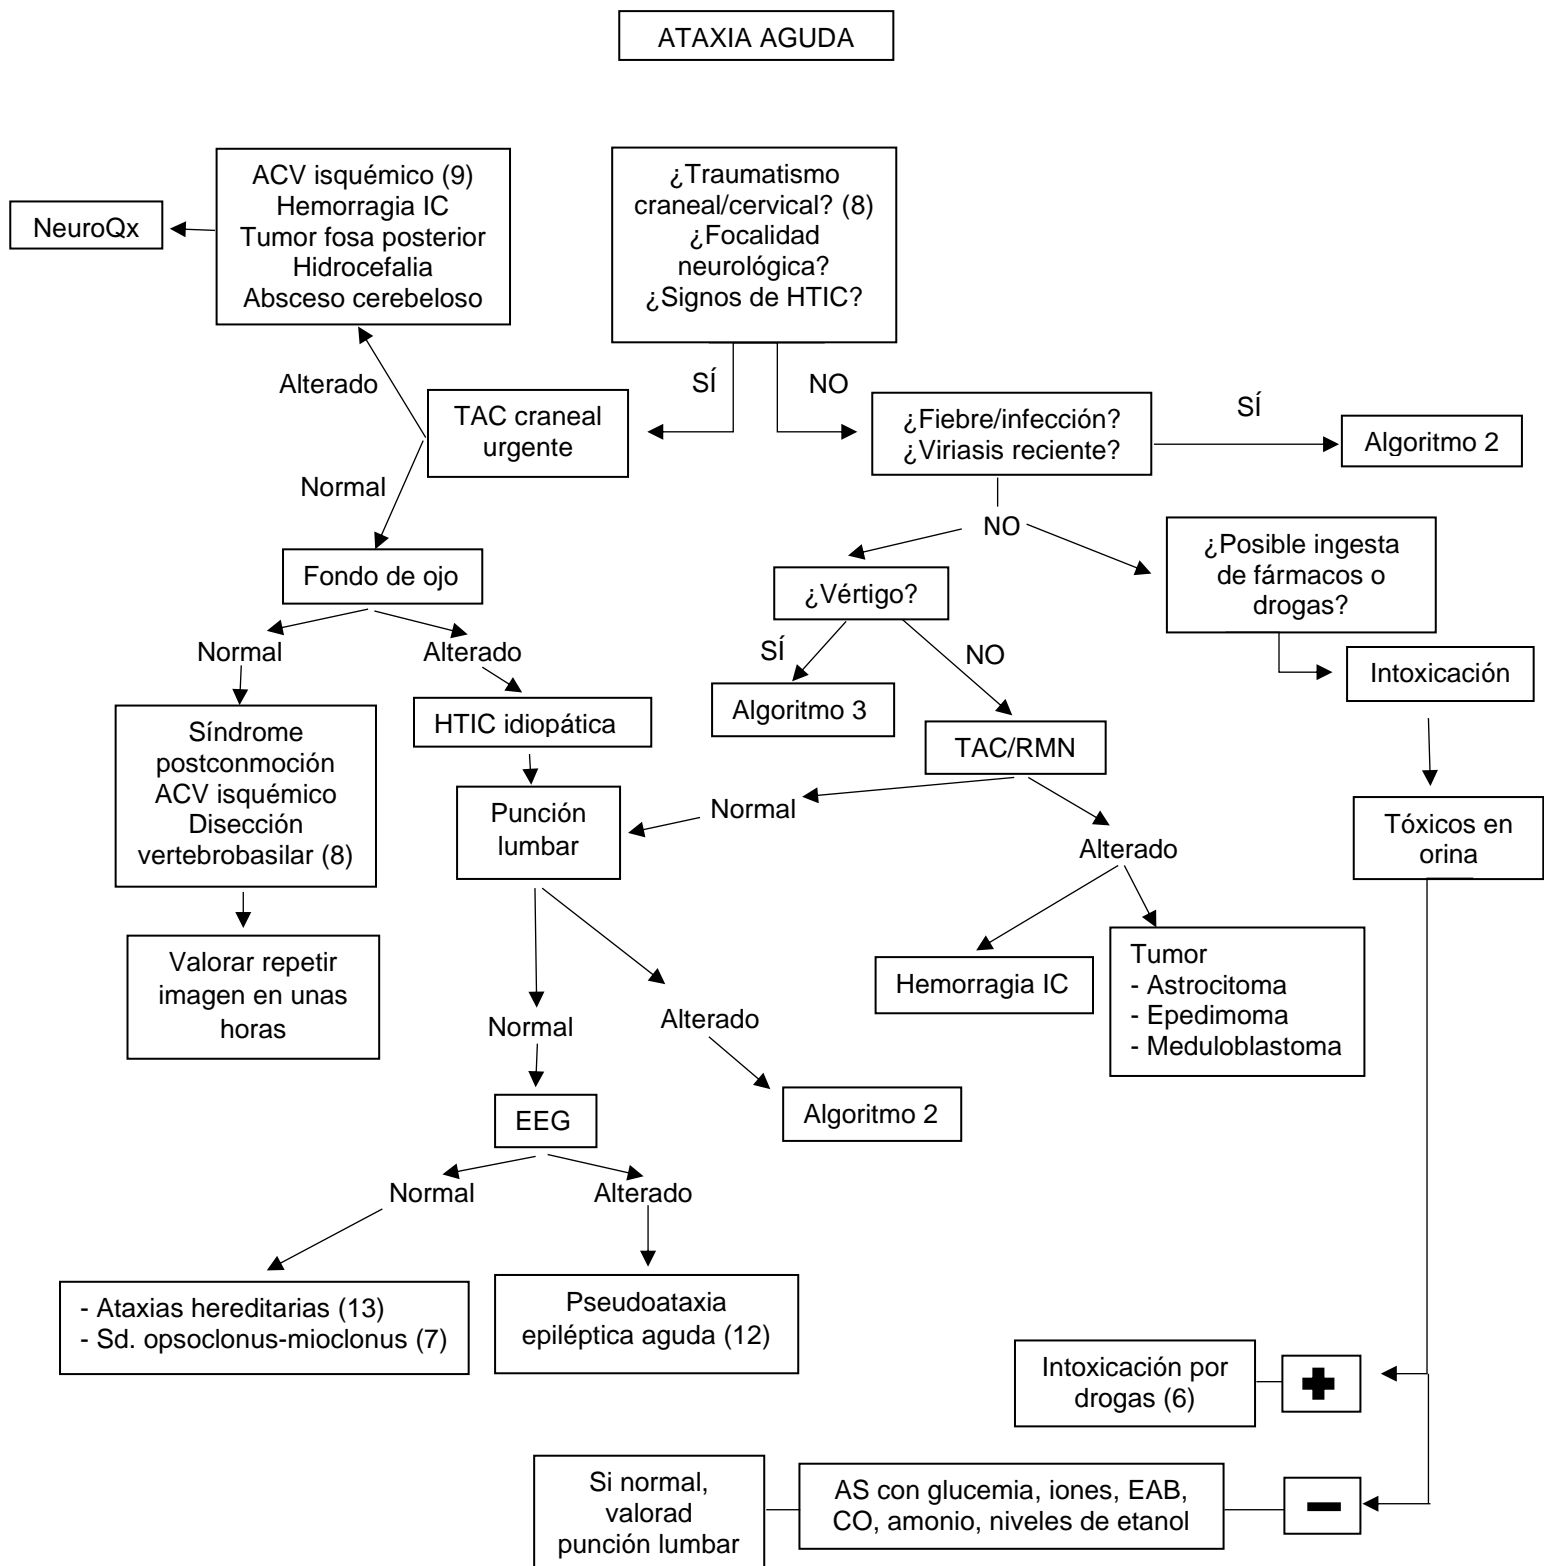 ATAXIA AGUDA
ACV isquémico (9)
Hemorragia IC
Tumor fosa posterior
Hidrocefalia
Absceso cerebeloso
NeuroQx
¿Traumatismo
craneal/cervical? (8)
¿Focalidad
neurológica?
¿Signos de HTIC?
Alterado
SÍ
NO
TAC craneal
urgente
¿Fiebre/infección?
¿Viriasis reciente?
SÍ
Algoritmo 2
Normal
NO
Fondo de ojo
¿Vértigo?
¿Posible ingesta
de fármacos o
drogas?
Normal
Alterado
SÍ
NO
Intoxicación
Síndrome
postconmoción
ACV isquémico
Disección
vertebrobasilar (8)
HTIC idiopática
Algoritmo 3
TAC/RMN
Punción
lumbar
Normal
Alterado
Tóxicos en
orina
Valorar repetir
imagen en unas
horas
Hemorragia IC
Tumor
- Astrocitoma
- Epedimoma
- Meduloblastoma
Normal
Alterado
EEG
Algoritmo 2
Normal
Alterado
- Ataxias hereditarias (13)
- Sd. opsoclonus-mioclonus (7)
Pseudoataxia
epiléptica aguda (12)
Intoxicación por
drogas (6)
+
Si normal,
valorad
punción lumbar
AS con glucemia, iones, EAB,
CO, amonio, niveles de etanol
−